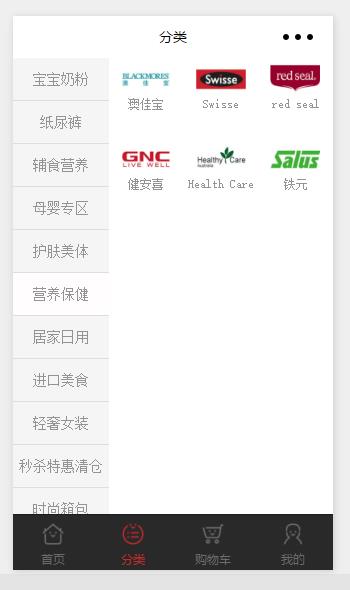 分类
宝宝奶粉
纸尿裤
辅食营养
母婴专区
护肤美体
营养保健
居家日用
进口美食
轻奢女装
秒杀特惠清仓
时尚箱包
BLACKMORES
澳佳宝
澳佳宝
Swisse
Swisse
red seal
red seal
GNC
LIVE WELL
健安喜
Healthy Care
Australia
Health Care
Salus
铁元
首页
分类
购物车
我的